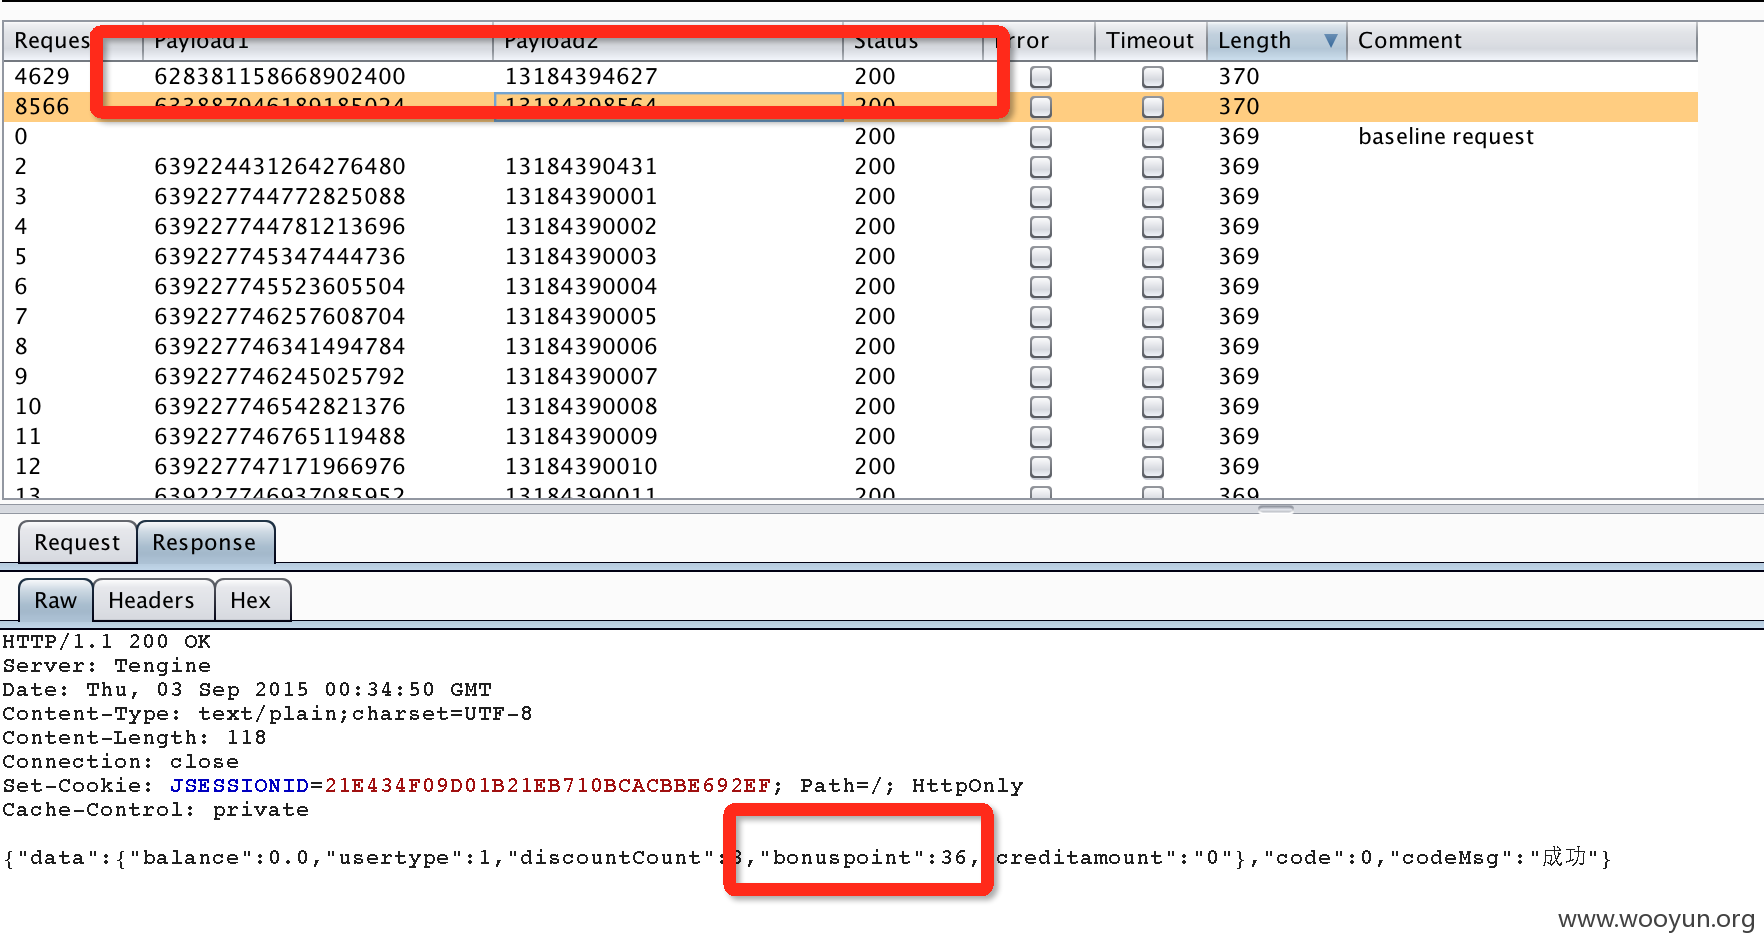 Reques Payload1 Payload2 Status rror Timeout Length Comment
4629 628381158668902400 13184394627 200 370
8566 633887946189185024 13184398564 200 370
0 200 369 baseline request
2 639224431264276480 13184390431 200 369
3 639227744772825088 13184390001 200 369
4 639227744781213696 13184390002 200 369
5 639227745347444736 13184390003 200 369
6 639227745523605504 13184390004 200 369
7 639227746257608704 13184390005 200 369
8 639227746341494784 13184390006 200 369
9 639227746245025792 13184390007 200 369
10 639227746542821376 13184390008 200 369
11 639227746765119488 13184390009 200 369
12 639227747171966976 13184390010 200 369
13 639227746937085952 13184390011 200 369
Request Response
Raw Headers Hex
HTTP/1.1 200 OK
Server: Tengine
Date: Thu, 03 Sep 2015 00:34:50 GMT
Content-Type: text/plain;charset=UTF-8
Content-Length: 118
Connection: close
Set-Cookie: JSESSIONID=21E434F09D01B21EB710BCACBBE692EF; Path=/; HttpOnly
Cache-Control: private
{"data":{"balance":0.0,"usertype":1,"discountCount":3,"bonuspoint":36,"creditamount":"0"},"code":0,"codeMsg":"成功"}
www.wooyun.org